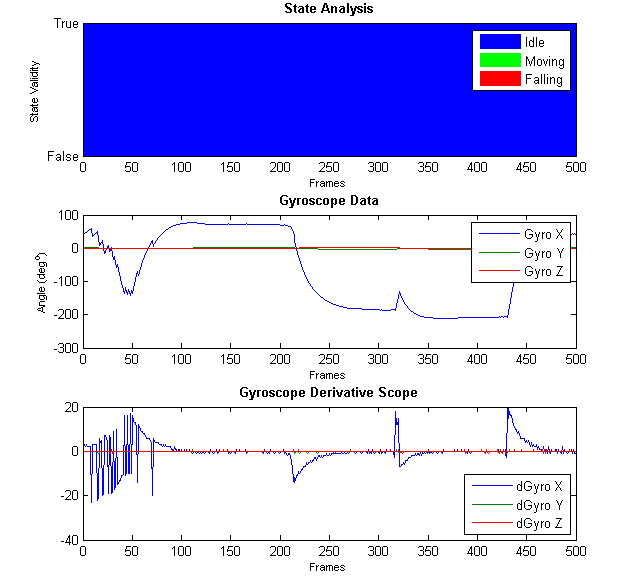 State Analysis
True
State Validity
False
Idle
Moving
Falling
0 50 100 150 200 250 300 350 400 450 500
Frames
Gyroscope Data
100
0
-100
-200
-300
Angle (deg º)
Gyro X
Gyro Y
Gyro Z
0 50 100 150 200 250 300 350 400 450 500
Frames
Gyroscope Derivative Scope
20
0
-20
-40
dGyro X
dGyro Y
dGyro Z
0 50 100 150 200 250 300 350 400 450 500
Frames